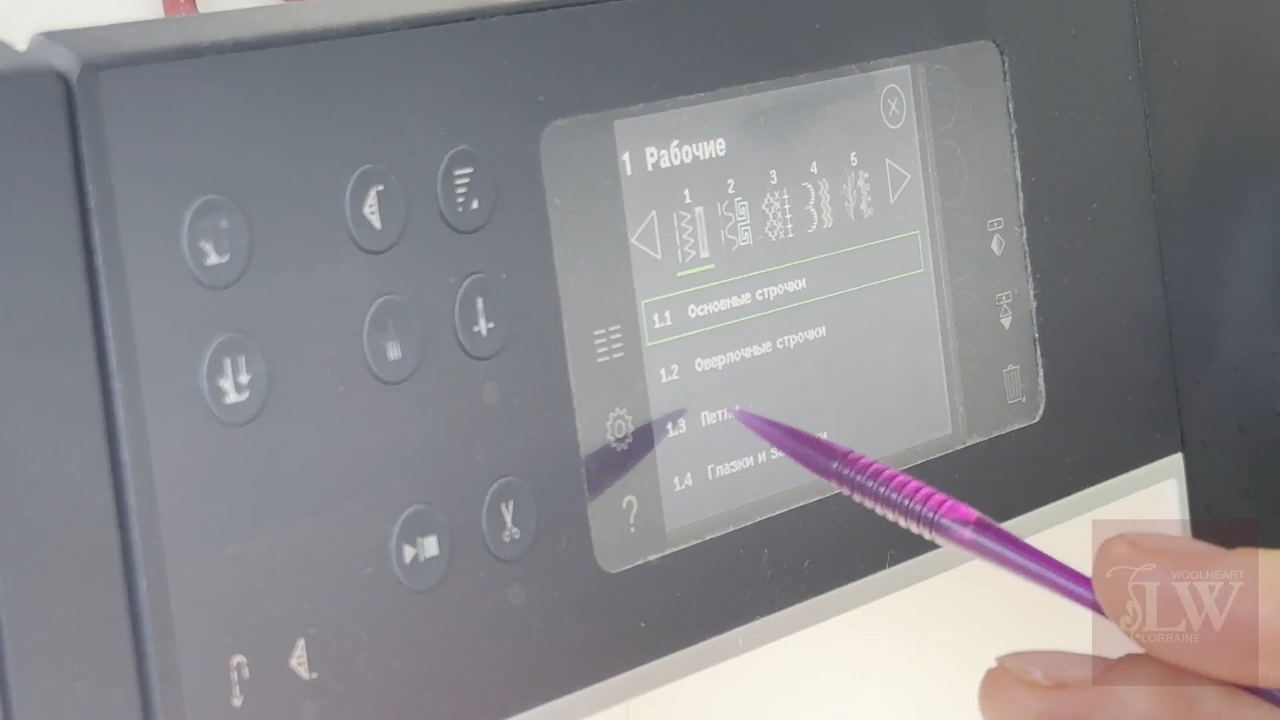 1 Рабочие
1 2 3 4 5
1.1 Основные строчки
1.2 Оверлочные строчки
1.3
1.4 Глазки и
?
WOOLHEART
LW
LORRAINE